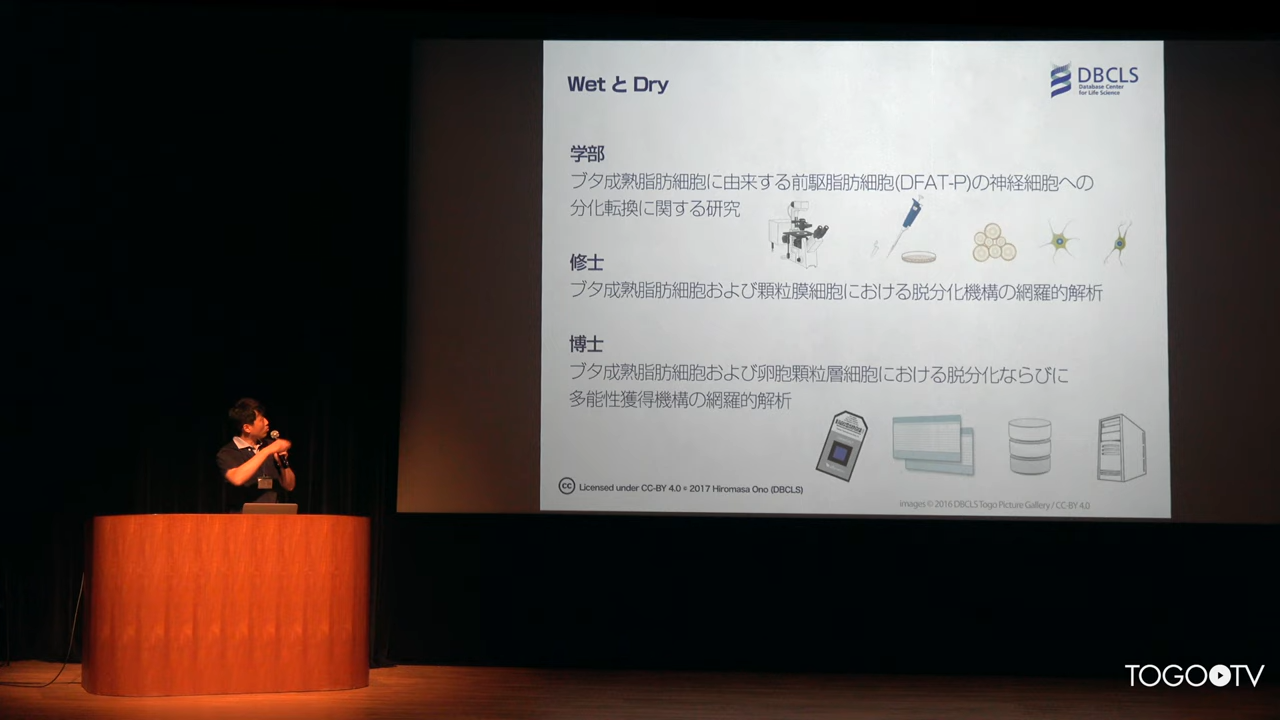 Wet と Dry
DBCLS
Database Center
for Life Science
学部
ブタ成熟脂肪細胞に由来する前駆脂肪細胞(DFAT-P)の神経細胞への
分化転換に関する研究
修士
ブタ成熟脂肪細胞および顆粒膜細胞における脱分化機構の網羅的解析
博士
ブタ成熟脂肪細胞および卵胞顆粒層細胞における脱分化ならびに
多能性獲得機構の網羅的解析
cc Licensed under CC-BY 4.0 © 2017 Hiromasa Ono (DBCLS)
images © 2016 DBCLS Togo Picture Gallery / CC-BY 4.0
TOGO TV